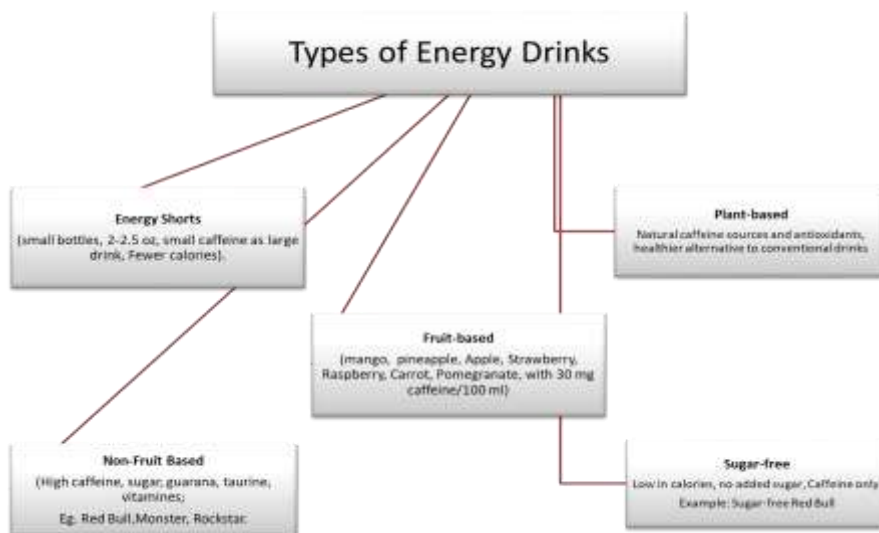 Types of Energy Drinks
Energy Shorts
(small bottles, 2-2.5 oz, small caffeine as large
drink, Fewer calories).
Plant-based
Natural caffeine sources and antioxidants,
healthier alternative to conventional drinks
Fruit-based
(mango, pineapple, Apple, Strawberry,
Raspberry, Carrot, Pomegranate, with 30 mg
caffeine/100 ml)
Non-Fruit Based
(High caffeine, sugar, guarana, taurine,
vitamines;
Eg. Red Bull,Monster, Rockstar.
Sugar-free
Low in calories, no added sugar, Caffeine only
Example: Sugar-free Red Bull